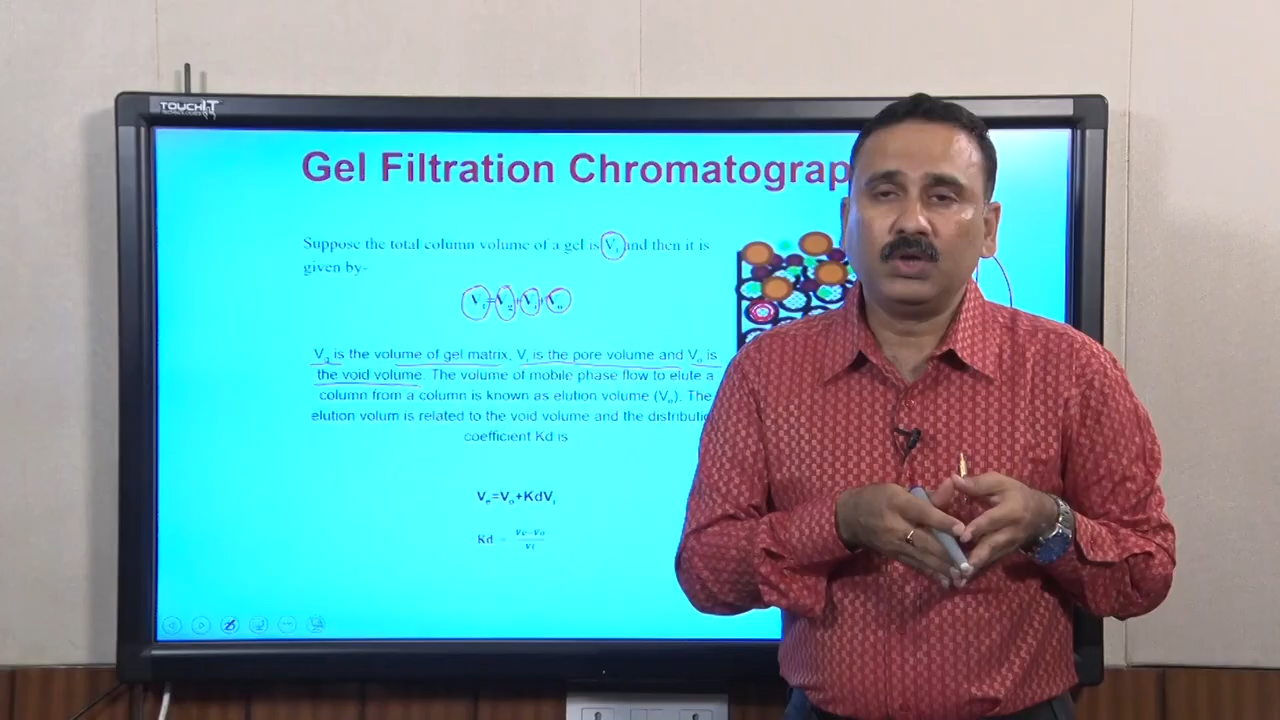 TOUCHIT
TECHNOLOGIES
Gel Filtration Chromatograp
Suppose the total column volume of a gel is Vt and then it is
given by-
Vt=Vg+Vi+Vo
Vg is the volume of gel matrix, Vi is the pore volume and Vo is
the void volume. The volume of mobile phase flow to elute a
column from a column is known as elution volume (Ve). The
elution volum is related to the void volume and the distributio
coefficient Kd is
Ve=Vo+KdVi
Kd = Ve-Vo
Vi